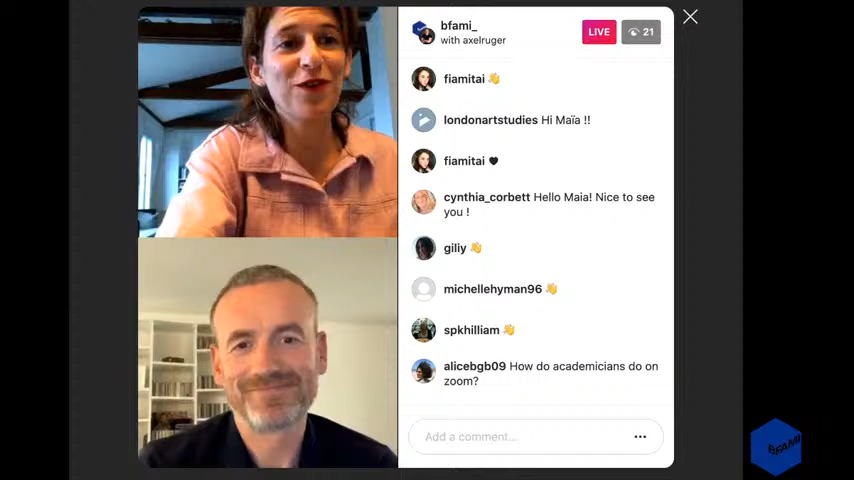 bfami_
with axelruger
LIVE
21
fiamitai 👋
londonartstudies Hi Maïa !!
fiamitai 🖤
cynthia_corbett Hello Maia! Nice to see
you !
giliy 👋
michellehyman96 👋
spkhilliam 👋
alicebgb09 How do academicians do on
zoom?
Add a comment...
BFAMI